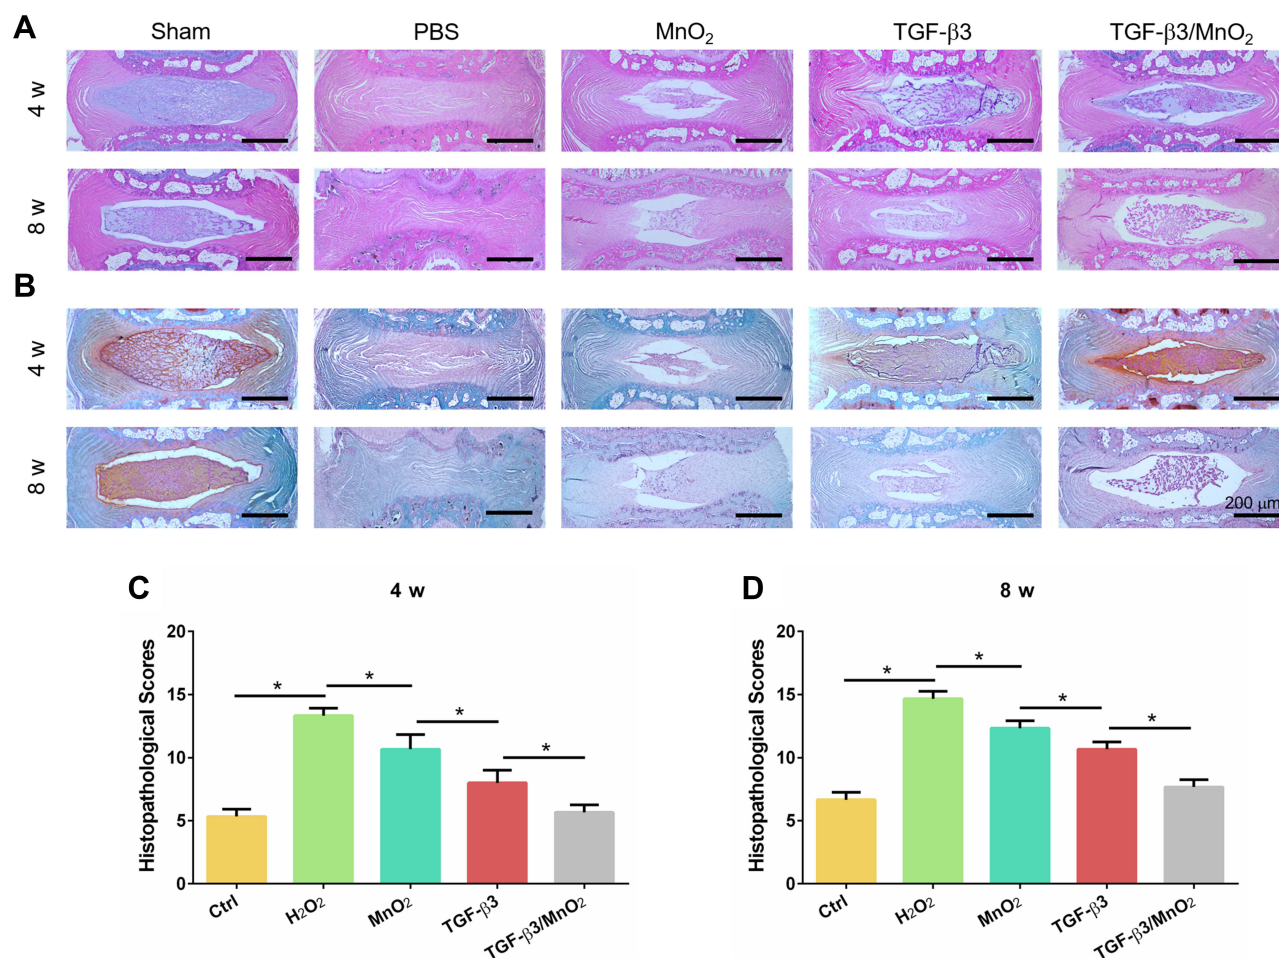 A
Sham PBS MnO₂ TGF-β3 TGF-β3/MnO₂
4 w
8 w
B
4 w
8 w
200 μm
C
4 w
Histopathological Scores
20
15
10
5
0
* * * *
Ctrl H₂O₂ MnO₂ TGF-β3 TGF-β3/MnO₂
D
8 w
Histopathological Scores
20
15
10
5
0
* * * *
Ctrl H₂O₂ MnO₂ TGF-β3 TGF-β3/MnO₂